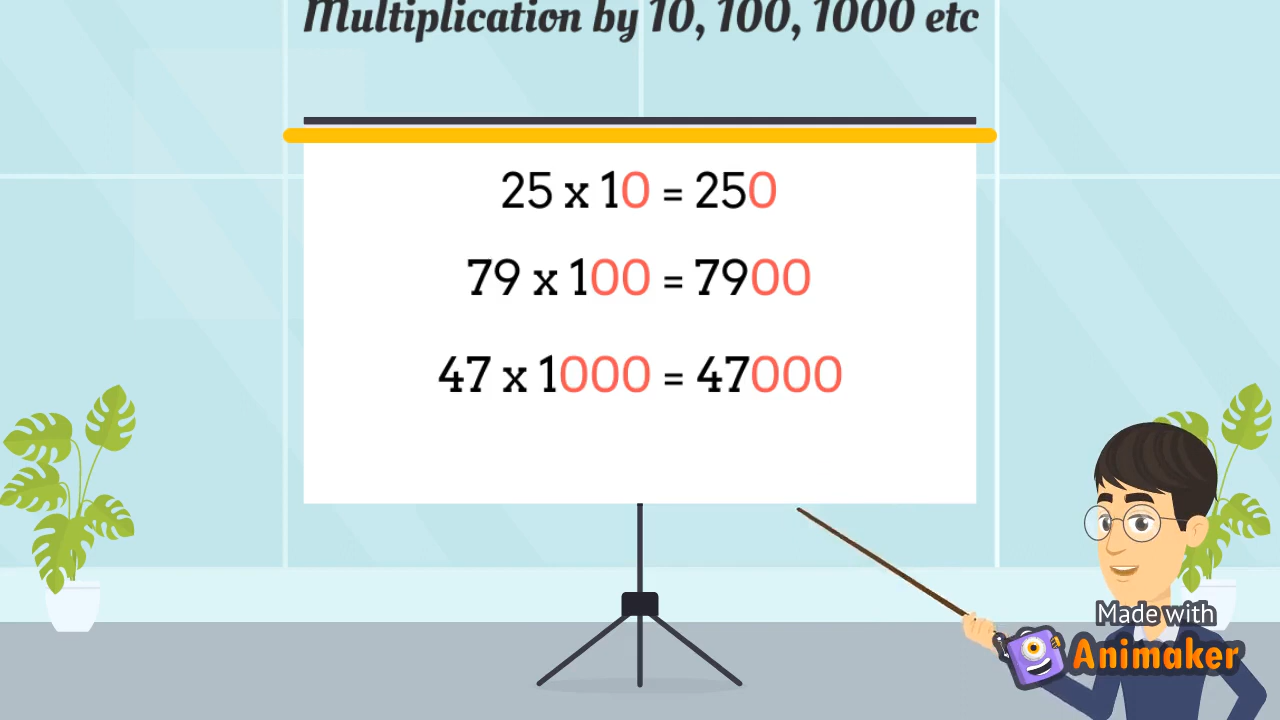 Multiplication by 10, 100, 1000 etc
25 x 10 = 250
79 x 100 = 7900
47 x 1000 = 47000
Made with
Animaker